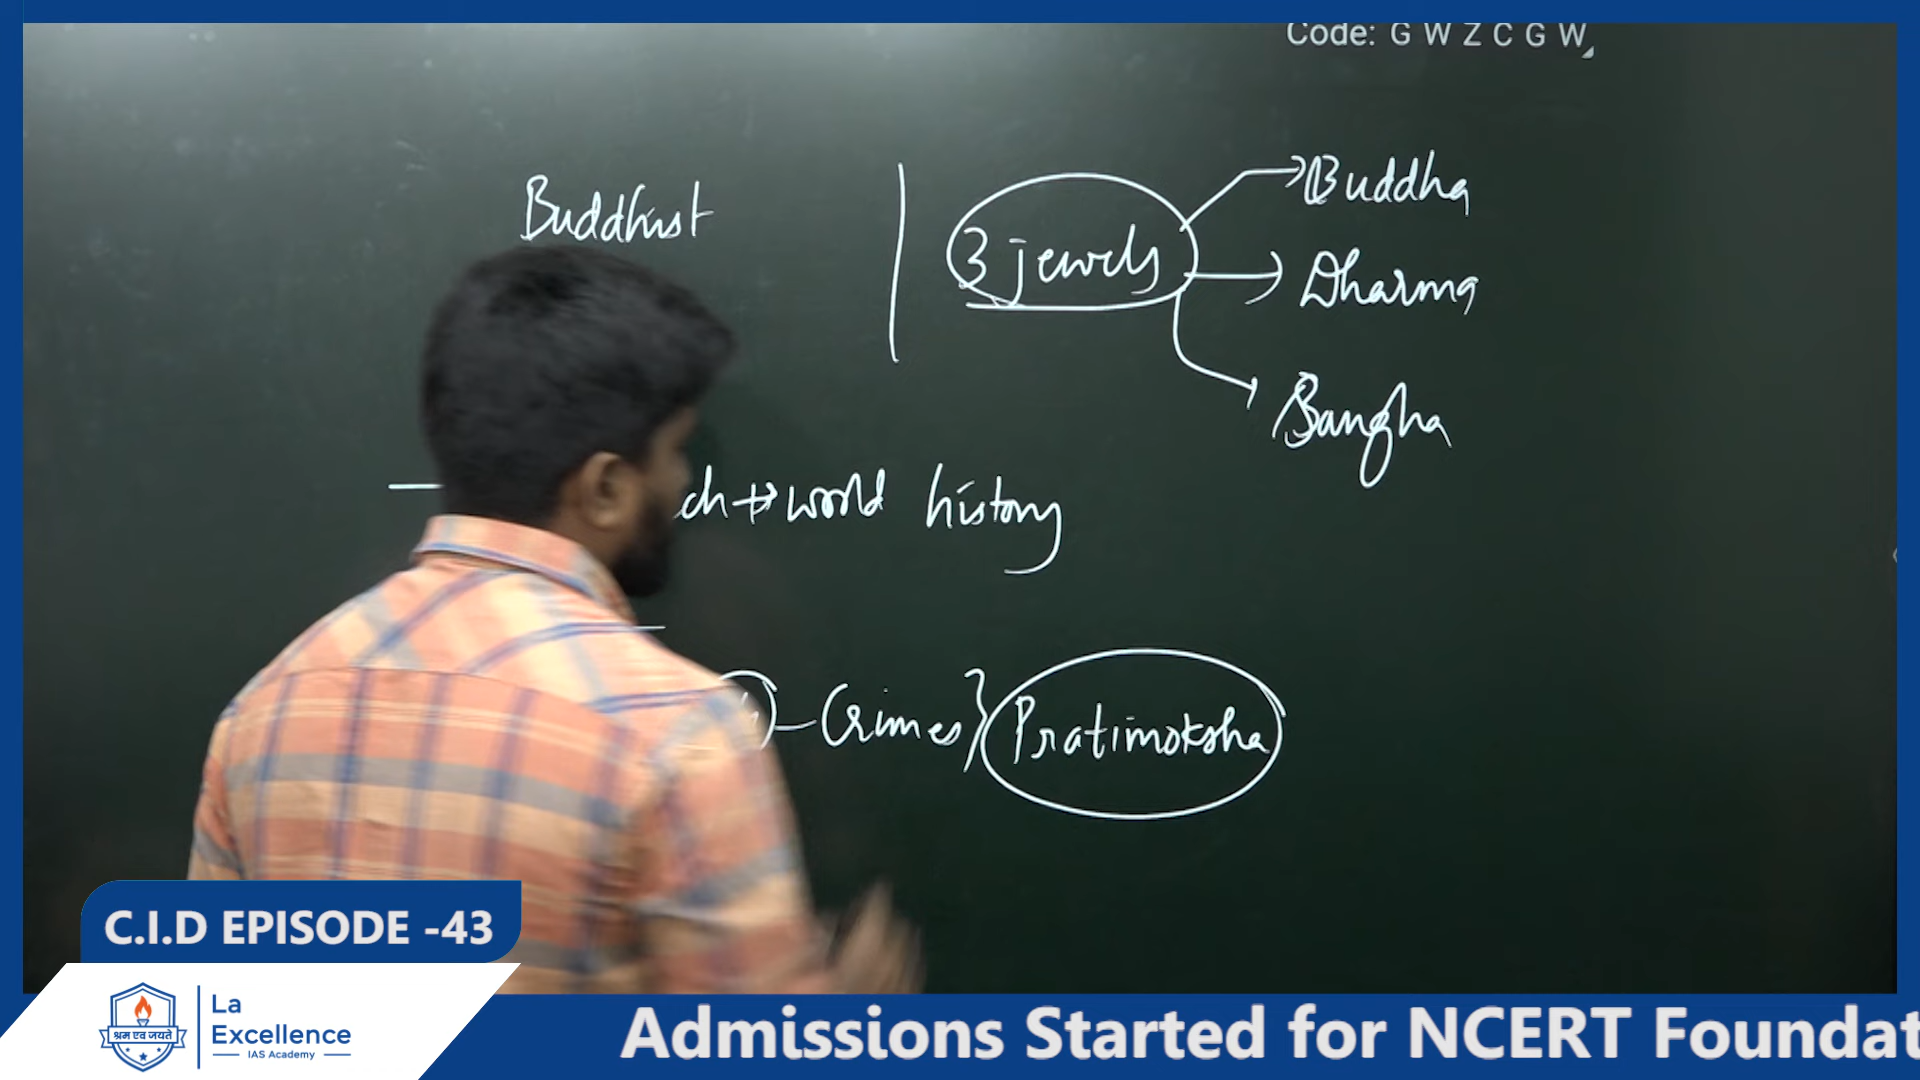 Code: G W Z C G W
Buddhist
3 jewels
Buddha
Dharma
Sangha
ch → world history
- Crimes } Pratimoksha
C.I.D EPISODE -43
श्रम एव जयते
La
Excellence
IAS Academy
Admissions Started for NCERT Foundat